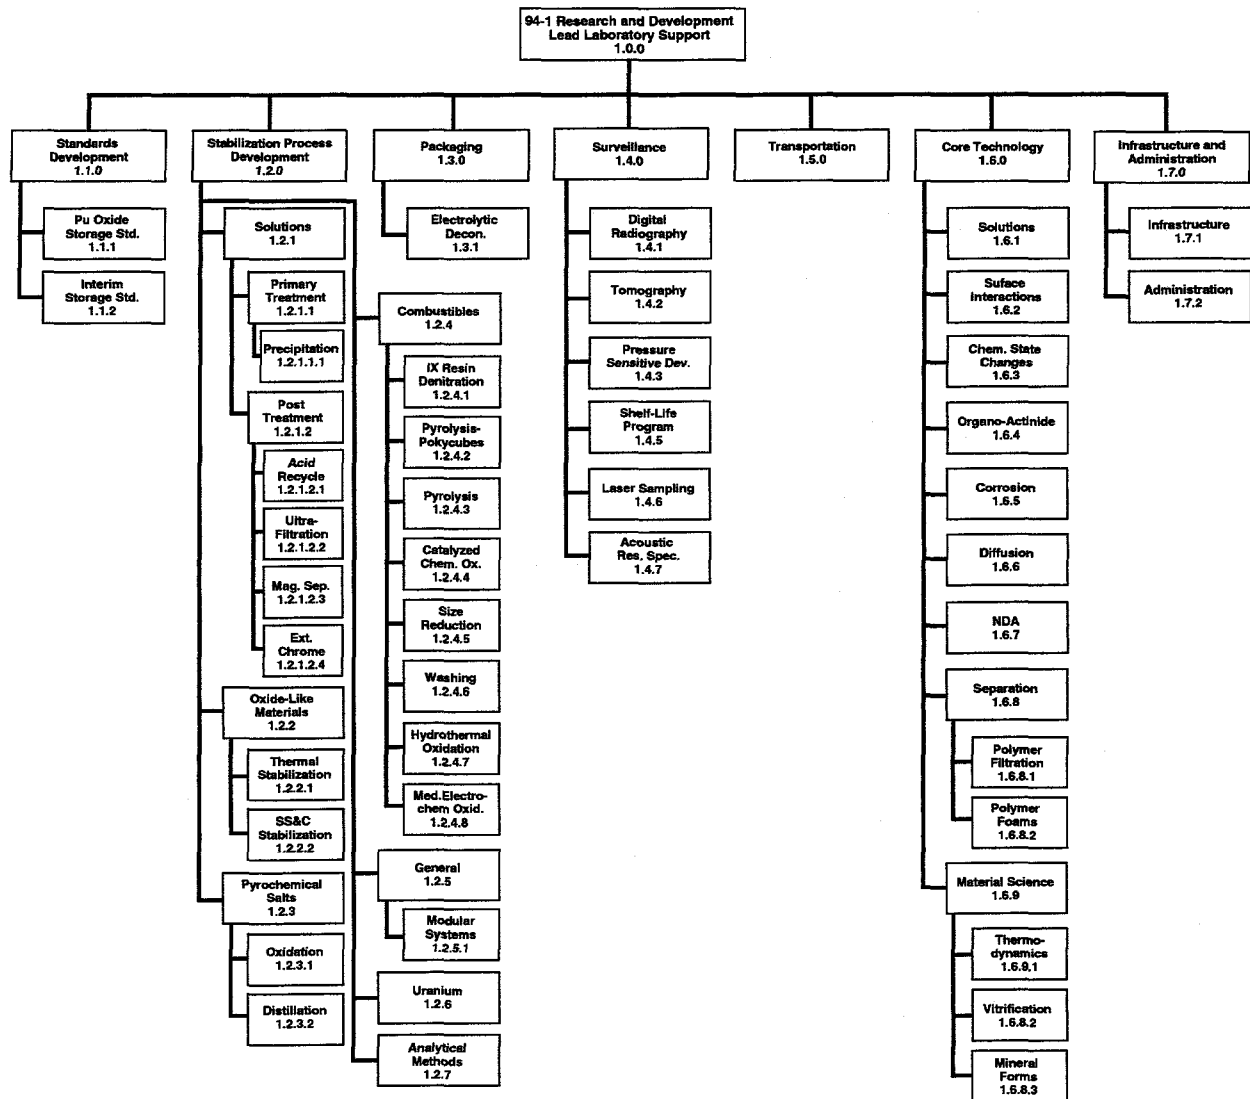 94-1 Research and Development
Lead Laboratory Support
1.0.0
Standards
Development
1.1.0
Pu Oxide
Storage Std.
1.1.1
Interim
Storage Std.
1.1.2
Stabilization Process
Development
1.2.0
Solutions
1.2.1
Primary
Treatment
1.2.1.1
Precipitation
1.2.1.1.1
Post
Treatment
1.2.1.2
Acid
Recycle
1.2.1.2.1
Ultra-
Filtration
1.2.1.2.2
Mag. Sep.
1.2.1.2.3
Ext.
Chrome
1.2.1.2.4
Oxide-Like
Materials
1.2.2
Thermal
Stabilization
1.2.2.1
SS&C
Stabilization
1.2.2.2
Pyrochemical
Salts
1.2.3
Oxidation
1.2.3.1
Distillation
1.2.3.2
Combustibles
1.2.4
IX Resin
Denitration
1.2.4.1
Pyrolysis-
Pokycubes
1.2.4.2
Pyrolysis
1.2.4.3
Catalyzed
Chem. Ox.
1.2.4.4
Size
Reduction
1.2.4.5
Washing
1.2.4.6
Hydrothermal
Oxidation
1.2.4.7
Med.Electro-
chem Oxid.
1.2.4.8
General
1.2.5
Modular
Systems
1.2.5.1
Uranium
1.2.6
Analytical
Methods
1.2.7
Packaging
1.3.0
Electrolytic
Decon.
1.3.1
Surveillance
1.4.0
Digital
Radiography
1.4.1
Tomography
1.4.2
Pressure
Sensitive Dev.
1.4.3
Shelf-Life
Program
1.4.5
Laser Sampling
1.4.6
Acoustic
Res. Spec.
1.4.7
Transportation
1.5.0
Core Technology
1.6.0
Solutions
1.6.1
Suface
Interactions
1.6.2
Chem. State
Changes
1.6.3
Organo-Actinide
1.6.4
Corrosion
1.6.5
Diffusion
1.6.6
NDA
1.6.7
Separation
1.6.8
Polymer
Filtration
1.6.8.1
Polymer
Foams
1.6.8.2
Material Science
1.6.9
Thermo-
dynamics
1.6.9.1
Vitrification
1.6.8.2
Mineral
Forms
1.6.8.3
Infrastructure and
Administration
1.7.0
Infrastructure
1.7.1
Administration
1.7.2